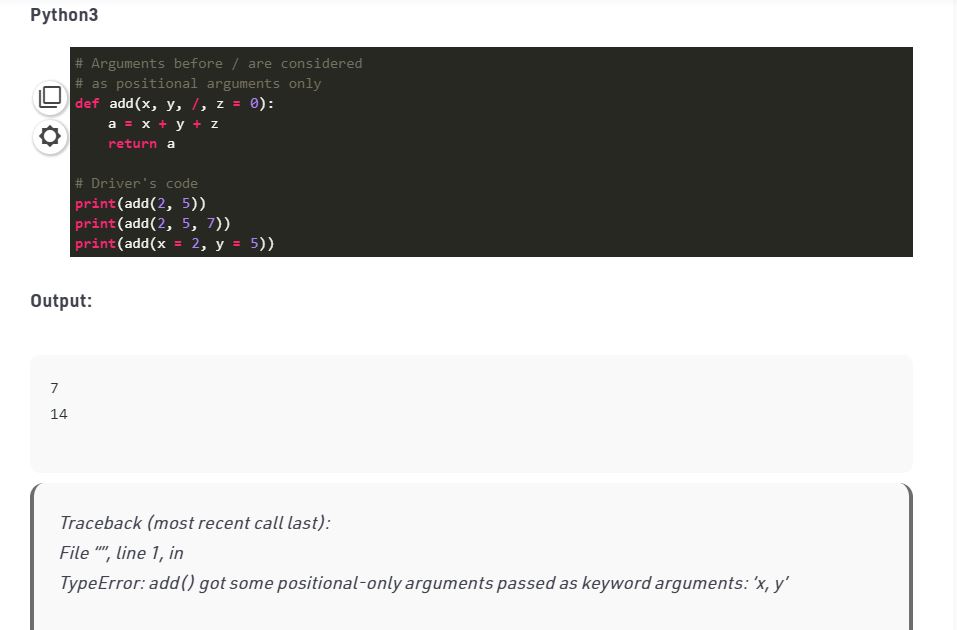 Python3
# Arguments before / are considered
# as positional arguments only
def add(x, y, /, z = 0):
    a = x + y + z
    return a
# Driver's code
print(add(2, 5))
print(add(2, 5, 7))
print(add(x = 2, y = 5))
Output:
7
14
Traceback (most recent call last):
File “”, line 1, in
TypeError: add() got some positional-only arguments passed as keyword arguments: ‘x, y’